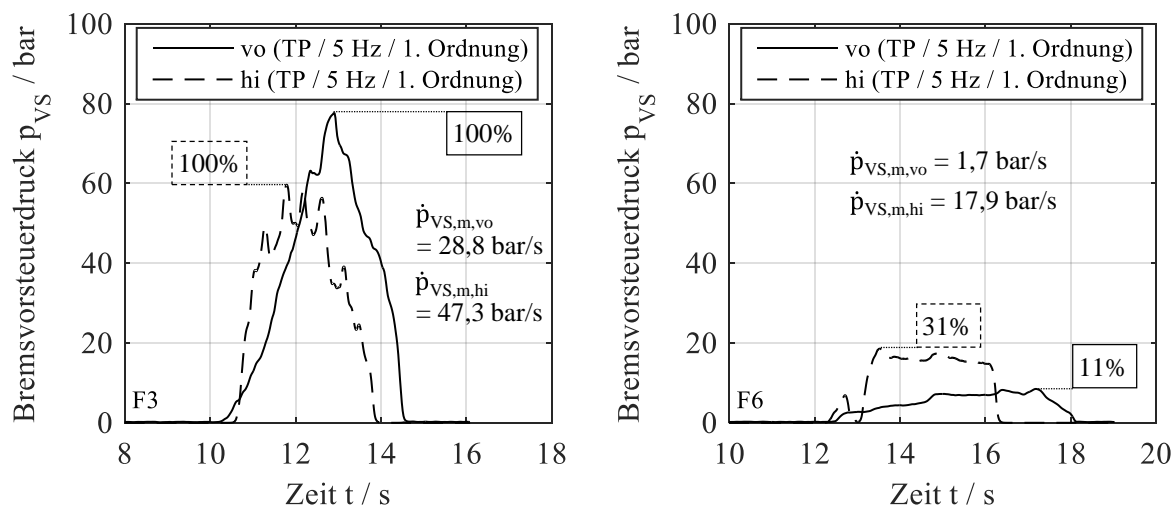 Bremsvorsteuerdruck p_VS / bar
100
80
60
40
20
0
vo (TP / 5 Hz / 1. Ordnung)
hi (TP / 5 Hz / 1. Ordnung)
100%
100%
ṗ_VS,m,vo
= 28,8 bar/s
ṗ_VS,m,hi
= 47,3 bar/s
F3
8 10 12 14 16 18
Zeit t / s
Bremsvorsteuerdruck p_VS / bar
100
80
60
40
20
0
vo (TP / 5 Hz / 1. Ordnung)
hi (TP / 5 Hz / 1. Ordnung)
ṗ_VS,m,vo = 1,7 bar/s
ṗ_VS,m,hi = 17,9 bar/s
31%
11%
F6
10 12 14 16 18 20
Zeit t / s